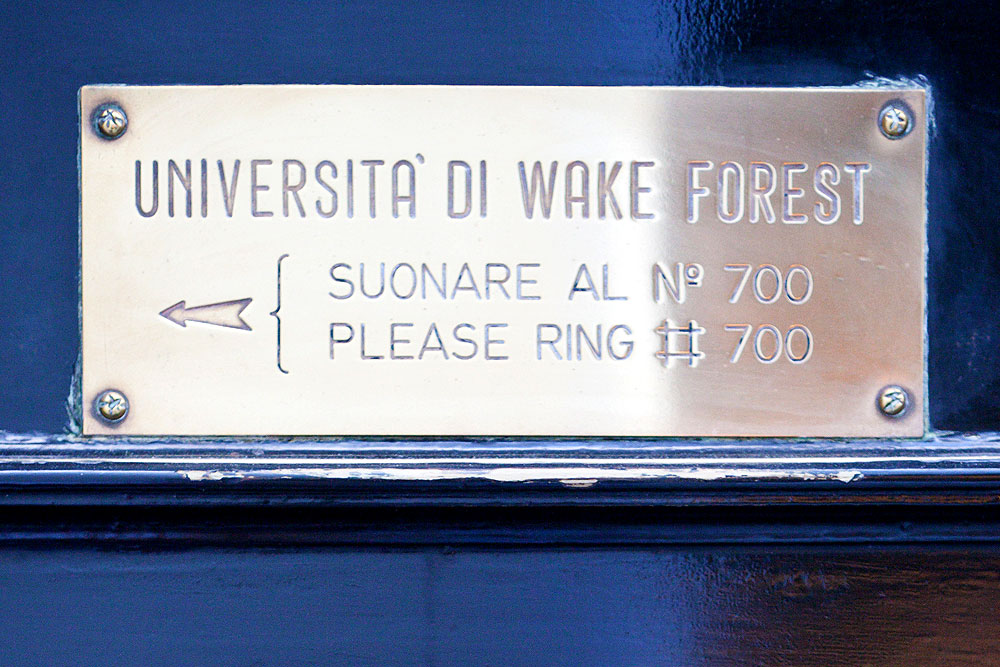 UNIVERSITA` DI WAKE FOREST
SUONARE AL Nº 700
PLEASE RING # 700